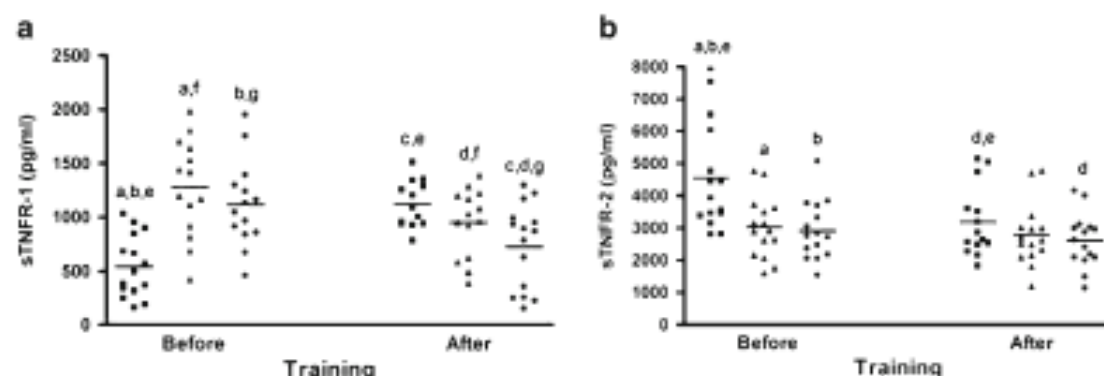 a
sTNFR-1 (pg/ml)
2500
2000
1500
1000
500
0
a,b,e
a,f
b,g
c,e
d,f
c,d,g
Before
After
Training
b
sTNFR-2 (pg/ml)
8000
7000
6000
5000
4000
3000
2000
1000
0
a,b,e
a
b
d,e
d
Before
After
Training